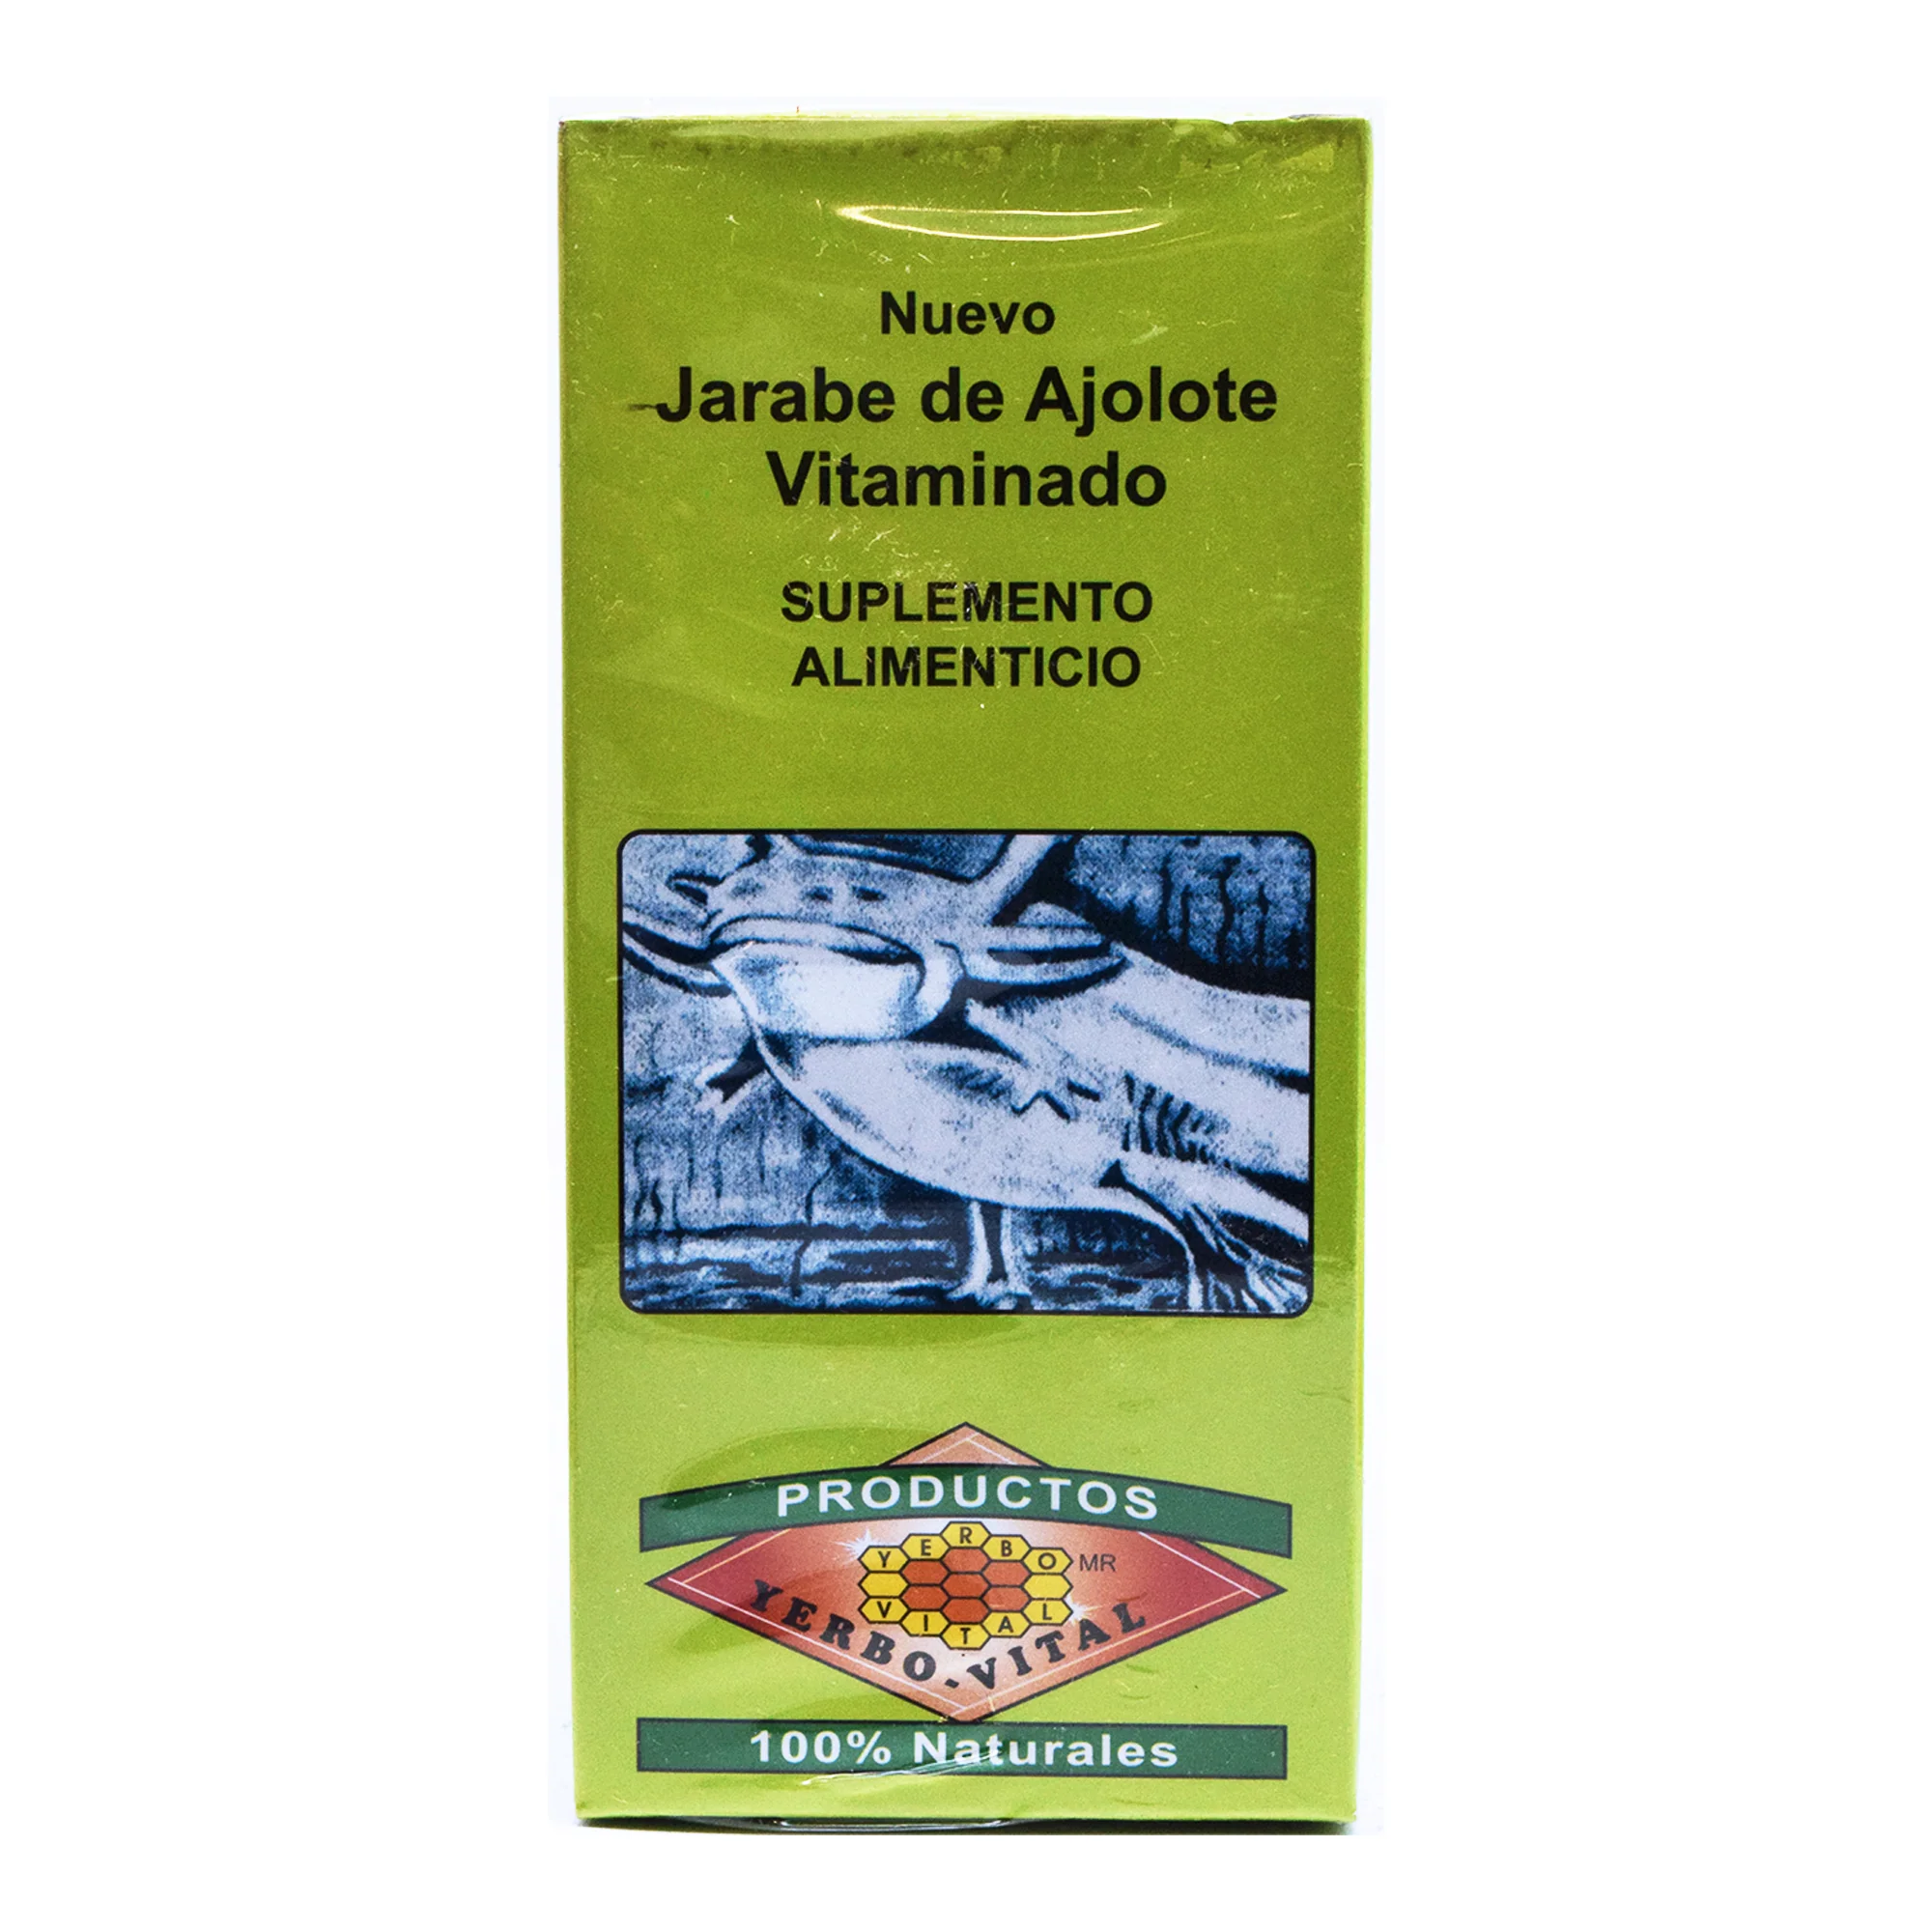 Nuevo
Jarabe de Ajolote
Vitaminado
SUPLEMENTO
ALIMENTICIO
PRODUCTOS
YERBO
MR
VITAL
YERBO-VITAL
100% Naturales